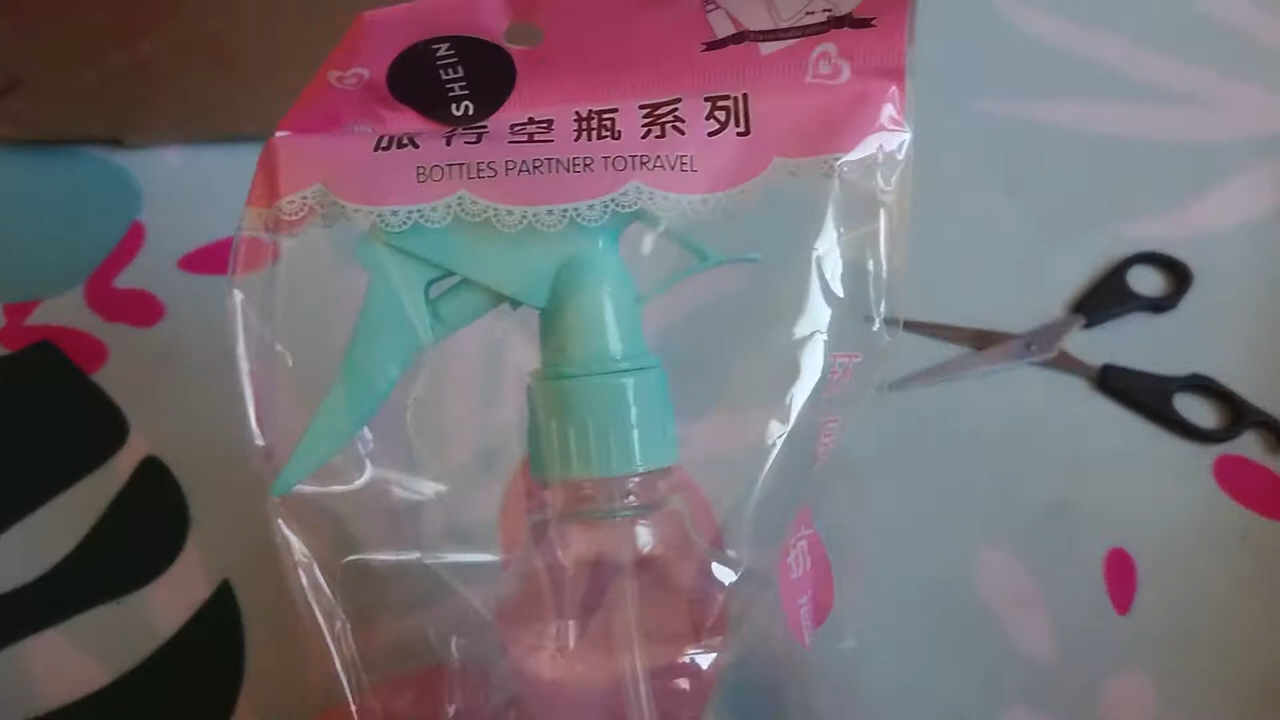 SHEIN
旅行空瓶系列
BOTTLES PARTNER TOTRAVEL